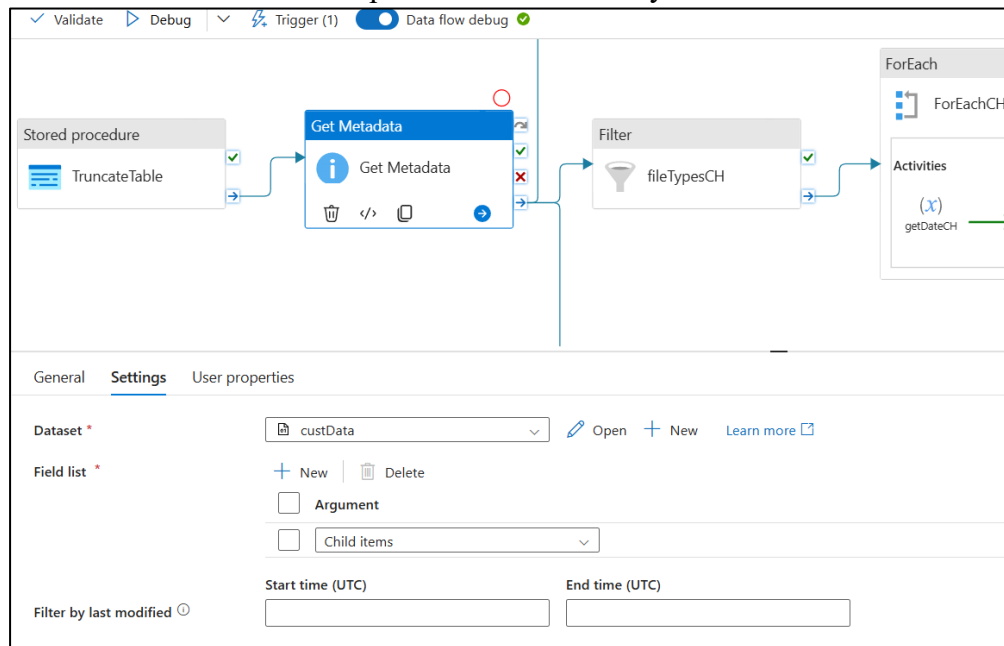 Validate Debug Trigger (1) Data flow debug
ForEach
ForEachCH
Stored procedure
TruncateTable
Get Metadata
Get Metadata
Filter
fileTypesCH
Activities
(x)
getDateCH
General Settings User properties
Dataset * custData Open New Learn more
Field list * New Delete
Argument
Child items
Start time (UTC) End time (UTC)
Filter by last modified